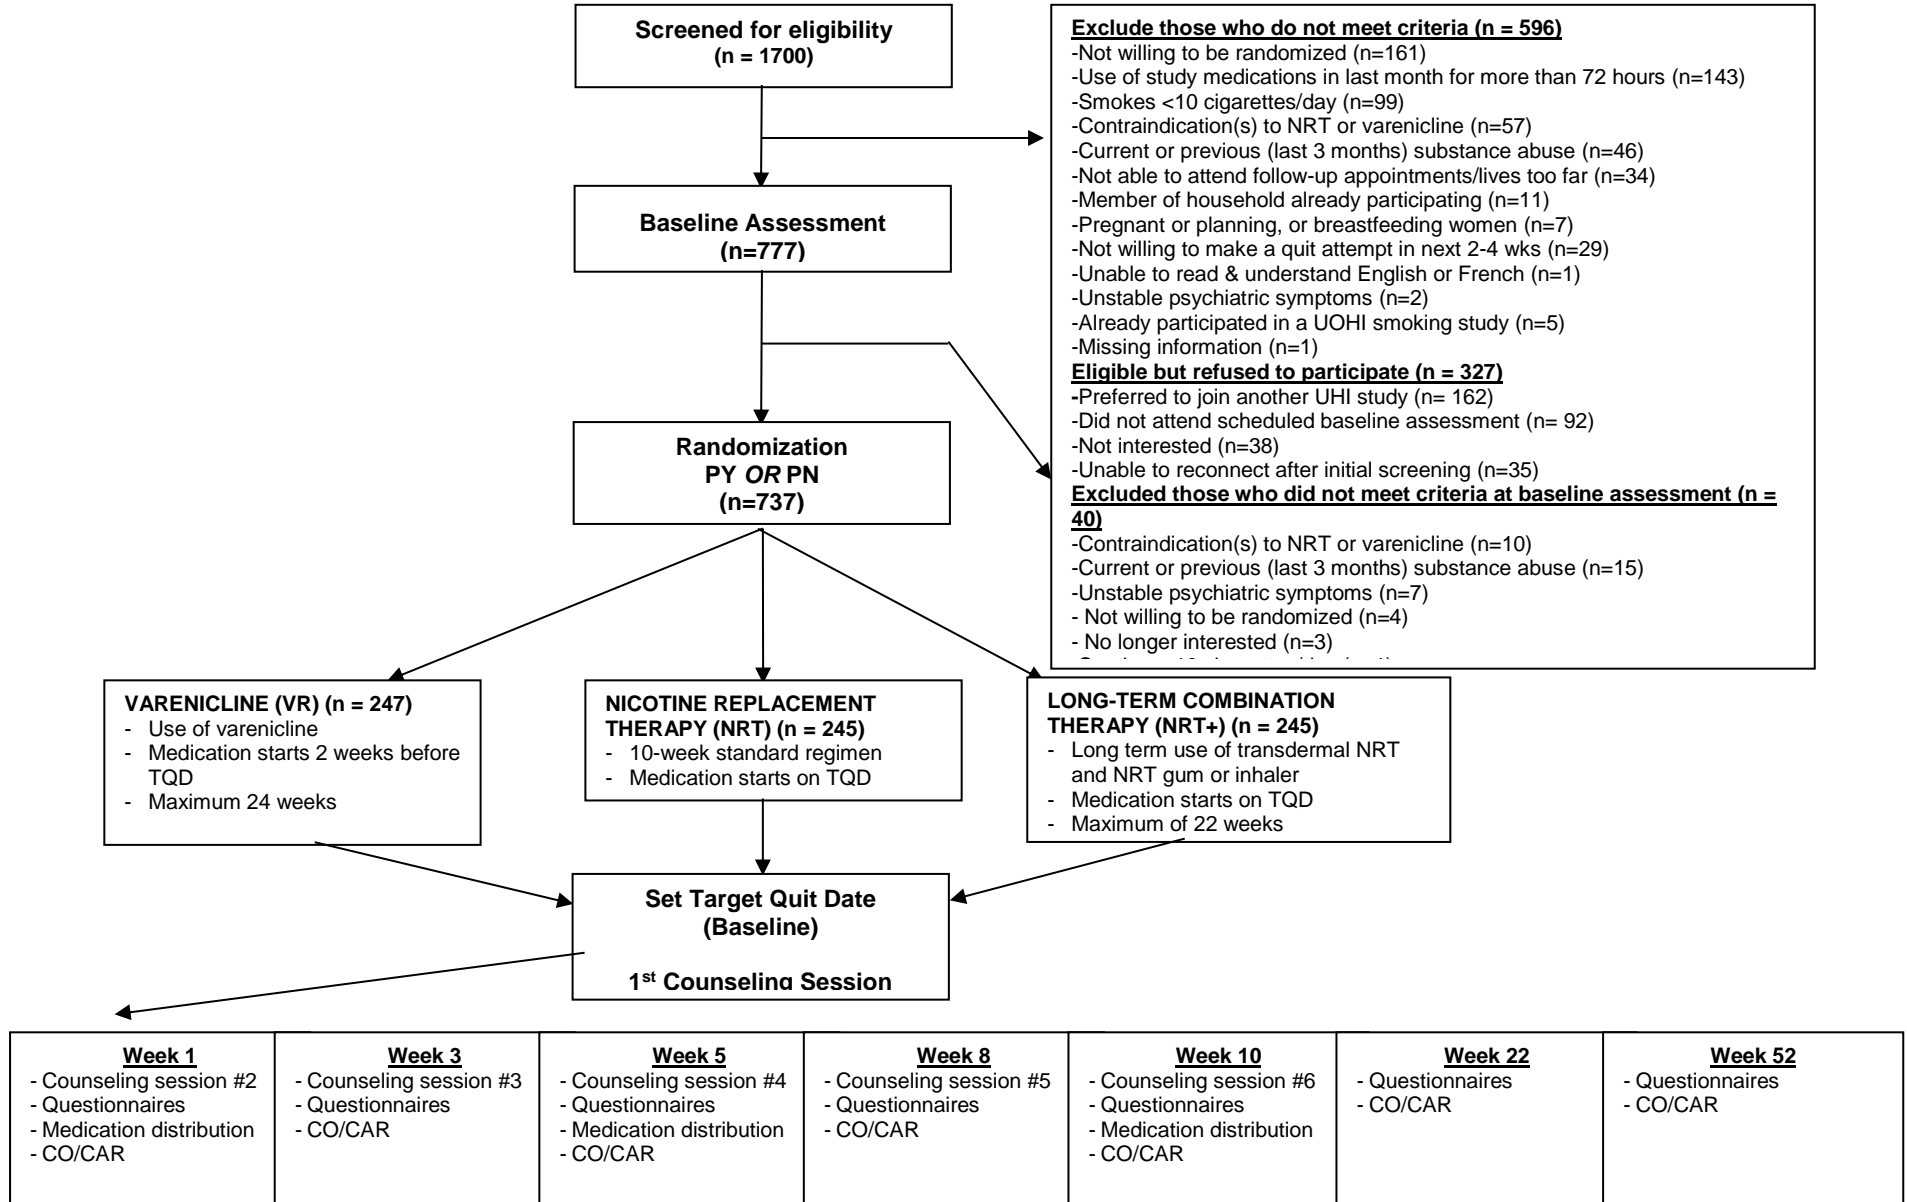 Screened for eligibility
(n = 1700)
Exclude those who do not meet criteria (n = 596)
-Not willing to be randomized (n=161)
-Use of study medications in last month for more than 72 hours (n=143)
-Smokes <10 cigarettes/day (n=99)
-Contraindication(s) to NRT or varenicline (n=57)
-Current or previous (last 3 months) substance abuse (n=46)
-Not able to attend follow-up appointments/lives too far (n=34)
-Member of household already participating (n=11)
-Pregnant or planning, or breastfeeding women (n=7)
-Not willing to make a quit attempt in next 2-4 wks (n=29)
-Unable to read & understand English or French (n=1)
-Unstable psychiatric symptoms (n=2)
-Already participated in a UOHI smoking study (n=5)
-Missing information (n=1)
Eligible but refused to participate (n = 327)
-Preferred to join another UHI study (n= 162)
-Did not attend scheduled baseline assessment (n= 92)
-Not interested (n=38)
-Unable to reconnect after initial screening (n=35)
Excluded those who did not meet criteria at baseline assessment (n =
40)
-Contraindication(s) to NRT or varenicline (n=10)
-Current or previous (last 3 months) substance abuse (n=15)
-Unstable psychiatric symptoms (n=7)
- Not willing to be randomized (n=4)
- No longer interested (n=3)
Baseline Assessment
(n=777)
Randomization
PY OR PN
(n=737)
VARENICLINE (VR) (n = 247)
- Use of varenicline
- Medication starts 2 weeks before
TQD
- Maximum 24 weeks
NICOTINE REPLACEMENT
THERAPY (NRT) (n = 245)
- 10-week standard regimen
- Medication starts on TQD
LONG-TERM COMBINATION
THERAPY (NRT+) (n = 245)
- Long term use of transdermal NRT
and NRT gum or inhaler
- Medication starts on TQD
- Maximum of 22 weeks
Set Target Quit Date
(Baseline)
1st Counseling Session
Week 1
- Counseling session #2
- Questionnaires
- Medication distribution
- CO/CAR
Week 3
- Counseling session #3
- Questionnaires
- CO/CAR
Week 5
- Counseling session #4
- Questionnaires
- Medication distribution
- CO/CAR
Week 8
- Counseling session #5
- Questionnaires
- CO/CAR
Week 10
- Counseling session #6
- Questionnaires
- Medication distribution
- CO/CAR
Week 22
- Questionnaires
- CO/CAR
Week 52
- Questionnaires
- CO/CAR